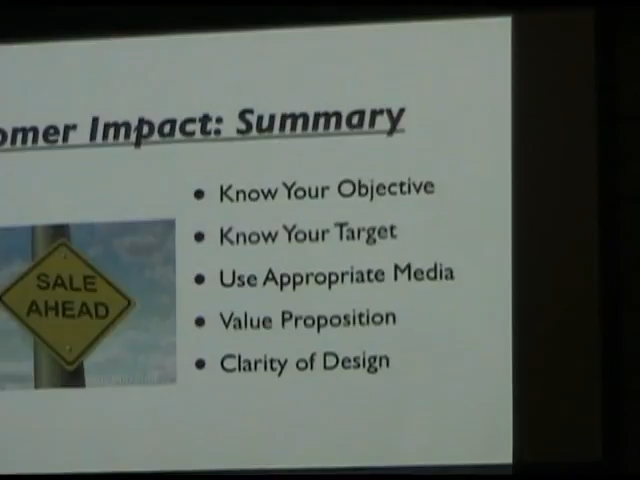 omer Impact: Summary
Know Your Objective
Know Your Target
Use Appropriate Media
Value Proposition
Clarity of Design
SALE
AHEAD